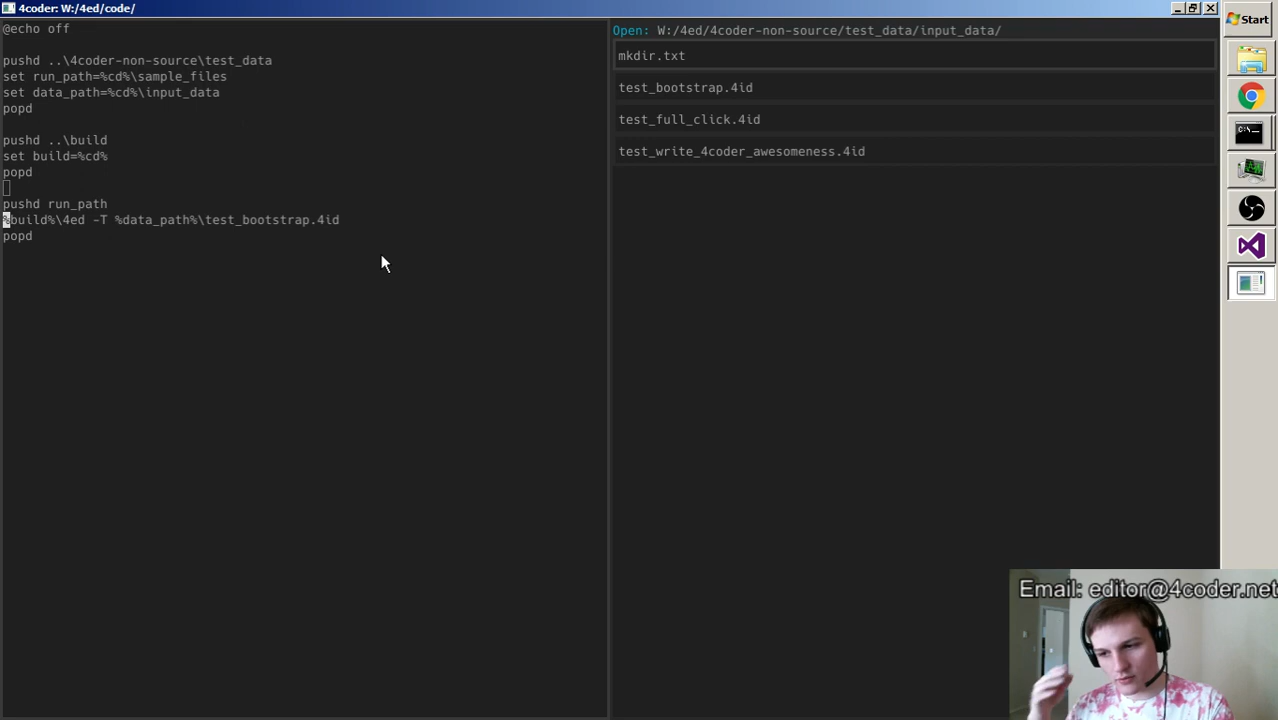 4coder: W:/4ed/code/
Start
@echo off
pushd ..\4coder-non-source\test_data
set run_path=%cd%\sample_files
set data_path=%cd%\input_data
popd
pushd ..\build
set build=%cd%
popd
pushd run_path
%build%\4ed -T %data_path%\test_bootstrap.4id
popd
Open: W:/4ed/4coder-non-source/test_data/input_data/
mkdir.txt
test_bootstrap.4id
test_full_click.4id
test_write_4coder_awesomeness.4id
C:\
Email: editor@4coder.net